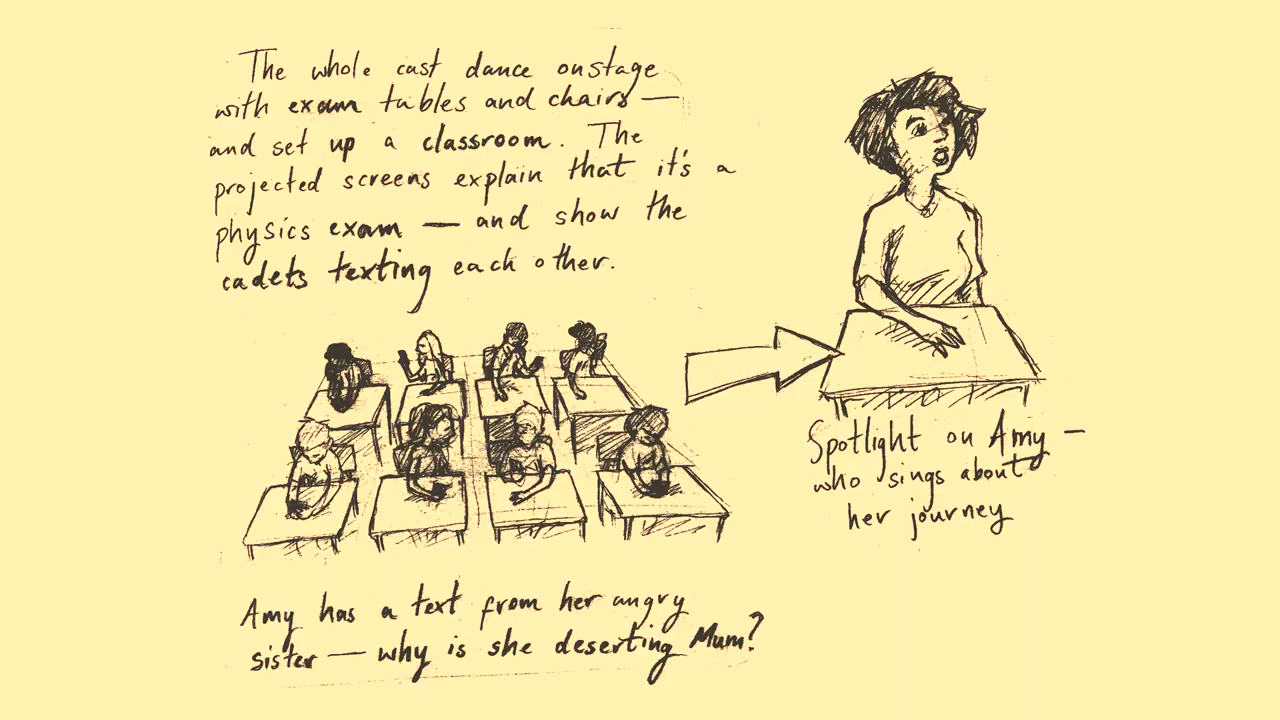 The whole cast dance onstage
with exam tables and chairs —
and set up a classroom. The
projected screens explain that it's a
physics exam — and show the
cadets texting each other.
Amy has a text from her angry
sister — why is she deserting Mum?
Spotlight on Amy —
who sings about
her journey